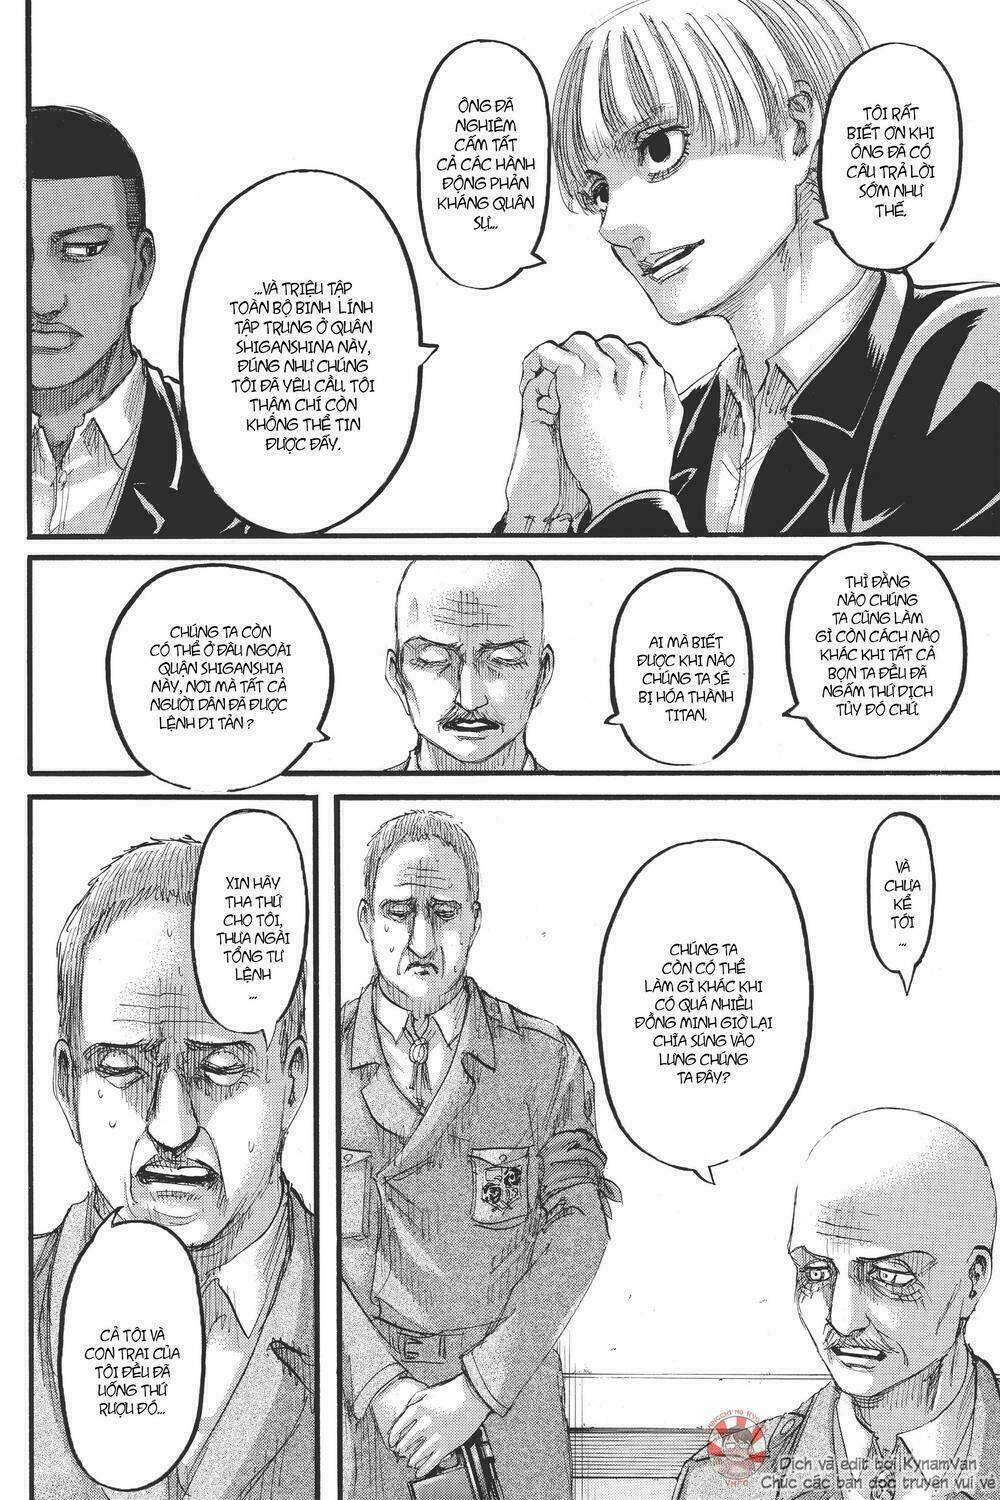 TÔI RẤT
BIẾT ƠN KHI
ÔNG ĐÃ CÓ
CÂU TRẢ LỜI
SỚM NHƯ
THẾ.
ÔNG ĐÃ
NGHIÊM
CẤM TẤT
CẢ CÁC HÀNH
ĐỘNG PHẢN
KHÁNG QUÂN
SỰ...
...VÀ TRIỆU TẬP
TOÀN BỘ BINH LÍNH
TẬP TRUNG Ở QUÂN
SHIGANSHINA NÀY,
ĐÚNG NHƯ CHÚNG
TÔI ĐÃ YÊU CẦU. TÔI
THẬM CHÍ CÒN
KHÔNG THỂ TIN
ĐƯỢC ĐẤY.
THÌ ĐẰNG
NÀO CHÚNG TA
CŨNG LÀM
GÌ CÒN CÁCH NÀO
KHÁC KHI TẤT CẢ
BỌN TA ĐỀU ĐÃ
NGẤM THỨ DỊCH
TỦY ĐÓ CHỨ.
AI MÀ BIẾT
ĐƯỢC KHI NÀO
CHÚNG TA SẼ
BỊ HÓA THÀNH
TITAN.
CHÚNG TA CÒN
CÓ THỂ Ở ĐÂU NGOÀI
QUẬN SHIGANSHIA
NÀY, NƠI MÀ TẤT CẢ
NGƯỜI DÂN ĐÃ ĐƯỢC
LỆNH DI TẢN ?
VÀ
CHƯA
KỂ
TỚI
...
CHÚNG TA
CÒN CÓ THỂ
LÀM GÌ KHÁC KHI
CÓ QUÁ NHIỀU
ĐỒNG MINH GIỜ LẠI
CHĨA SÚNG VÀO
LƯNG CHÚNG
TA ĐÂY?
XIN HÃY
THA THỨ
CHO TÔI,
THƯA NGÀI
TỔNG TƯ
LỆNH
...
CẢ TÔI VÀ
CON TRAI CỦA
TÔI ĐỀU ĐÃ
UỐNG THỨ
RƯỢU ĐÓ...
Dịch và edit bởi KynamVan
Chúc các bạn đọc truyện vui vẻ
VHFC